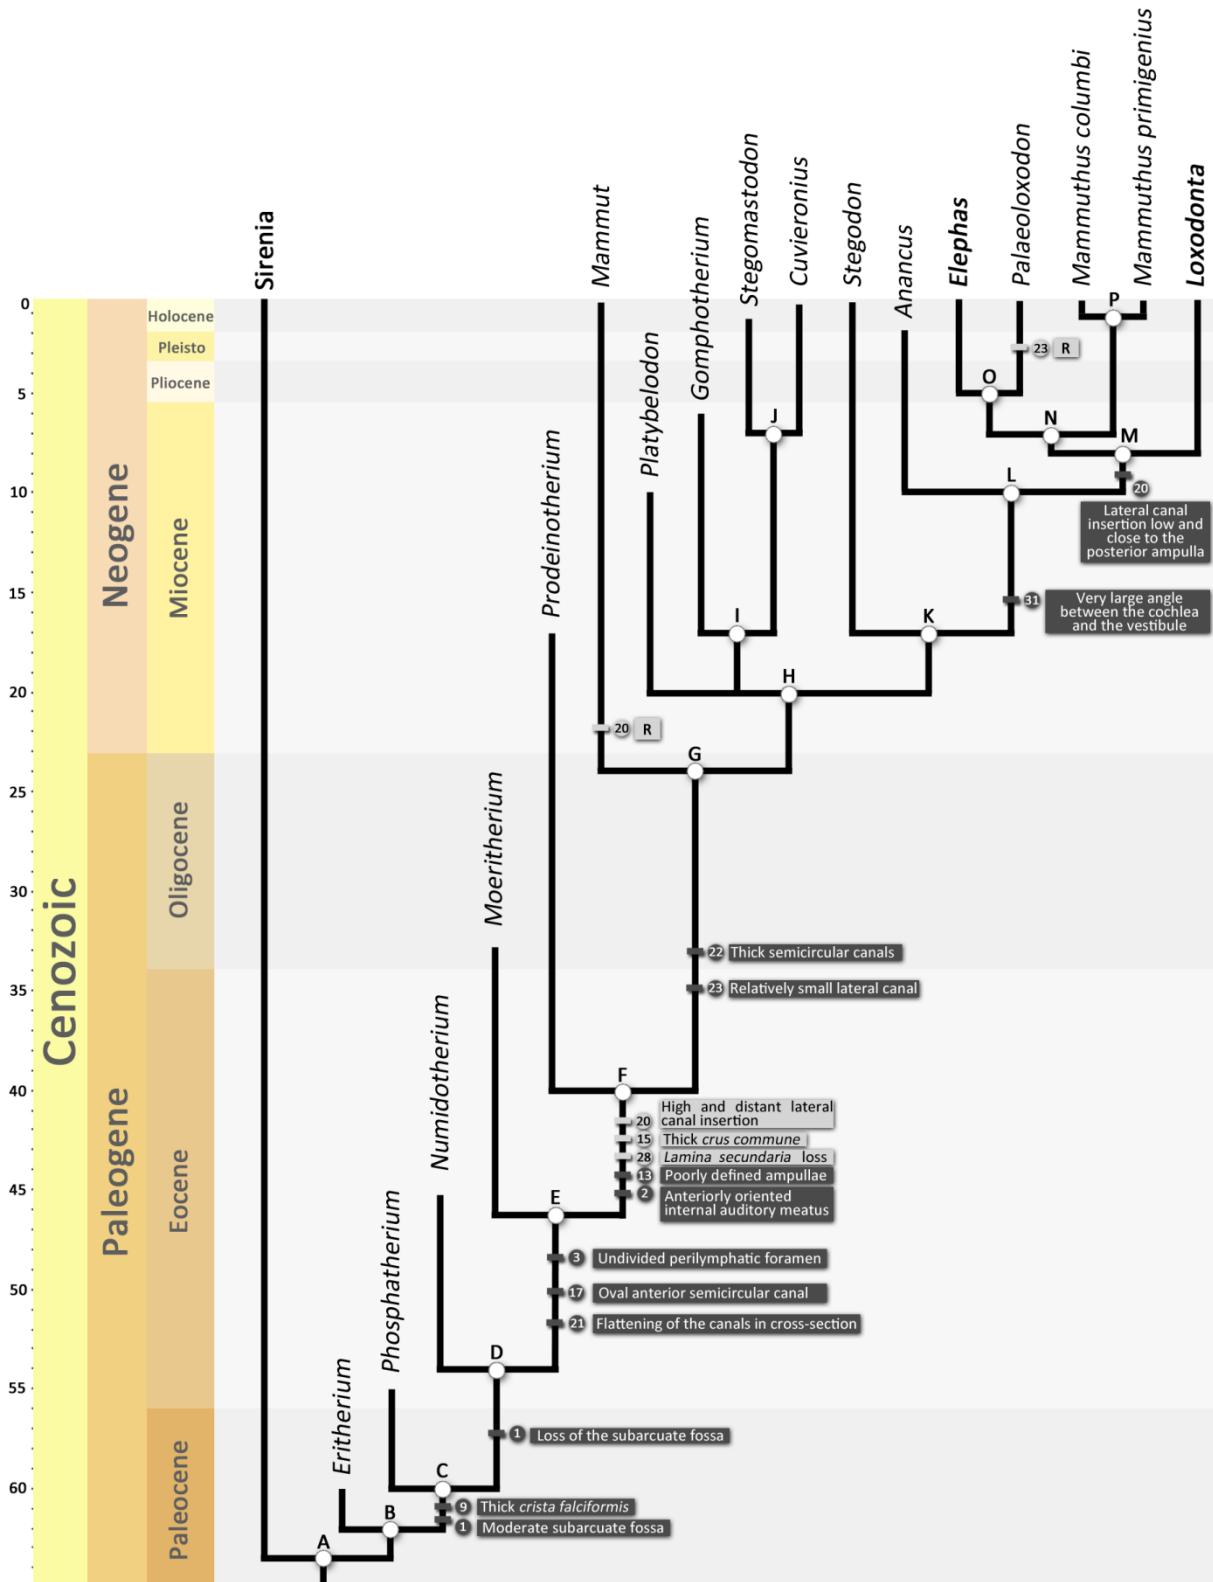 Mammuthus columbi
Mammuthus primigenius
Stegomastodon
Cuvieronius
Palaeoloxodon
Elephas
Loxodonta
Sirenia
Mammut
Gomphotherium
Stegodon
Anancus
0
Holocene
P
Pleisto
23 R
Pliocene
O
5
J
N
M
Platybelodon
Prodeinotherium
L
10
20
Lateral canal
insertion low and
close to the
posterior ampulla
Neogene
Miocene
15
31
Very large angle
between the cochlea
and the vestibule
I
K
H
20
20 R
G
25
Moeritherium
Oligocene
30
Cenozoic
22 Thick semicircular canals
23 Relatively small lateral canal
35
Numidotherium
F
40
High and distant lateral
canal insertion
20
15 Thick crus commune
28 Lamina secundaria loss
13 Poorly defined ampullae
2 Anteriorly oriented
internal auditory meatus
45
Paleogene
Eocene
E
Phosphatherium
3 Undivided perilymphatic foramen
50
17 Oval anterior semicircular canal
21 Flattening of the canals in cross-section
D
55
Eritherium
1 Loss of the subarcuate fossa
60
C
Paleocene
9 Thick crista falciformis
1 Moderate subarcuate fossa
B
A